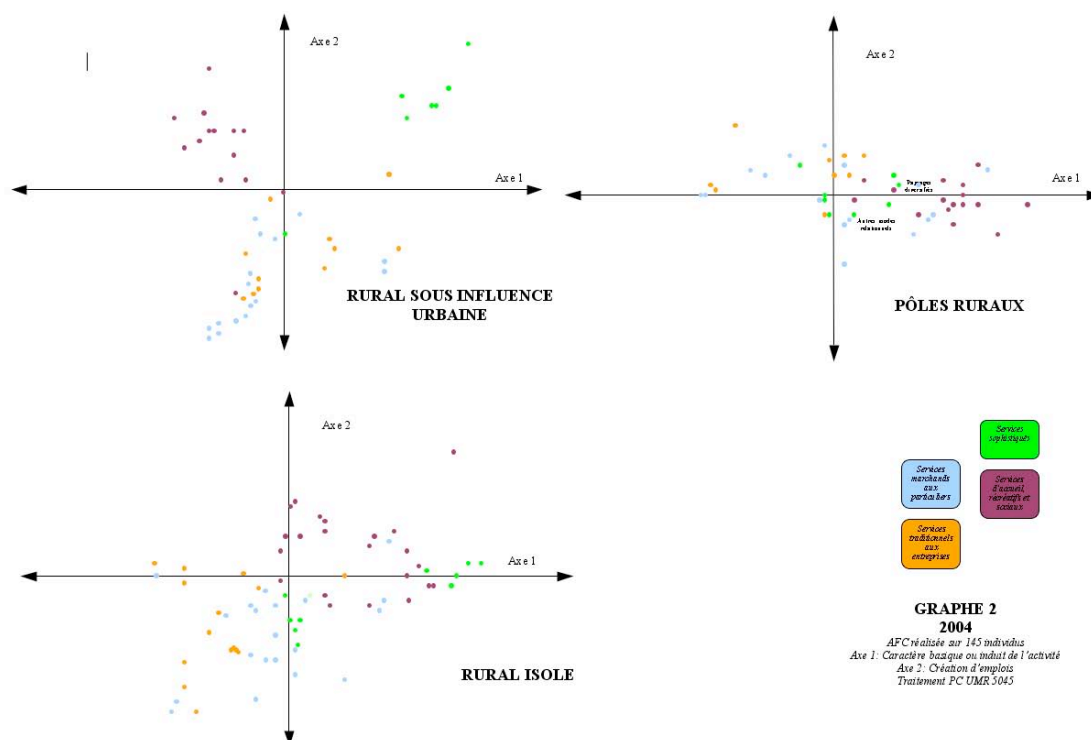 Axe 2
Axe 1
RURAL SOUS INFLUENCE
URBAINE
Axe 2
Axe 1
Autres
PÔLES RURAUX
Axe 2
Axe 1
RURAL ISOLE
Services
sophistiqués
Services
marchands
aux
particuliers
Services
d'accueil,
récréatifs et
sociaux
Services
traditionnels
aux
entreprises
GRAPHE 2
2004
AFC réalisée sur 145 individus
Axe 1: Caractère basique ou induit de l'activité
Axe 2: Création d'emplois
Traitement PC UMR 5045